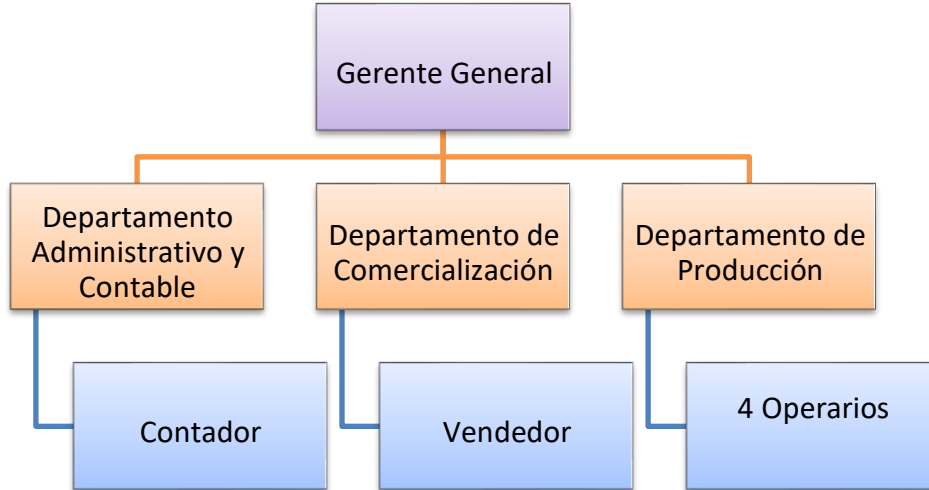 Gerente General
Departamento
Administrativo y
Contable
Departamento de
Comercialización
Departamento de
Producción
Contador
Vendedor
4 Operarios